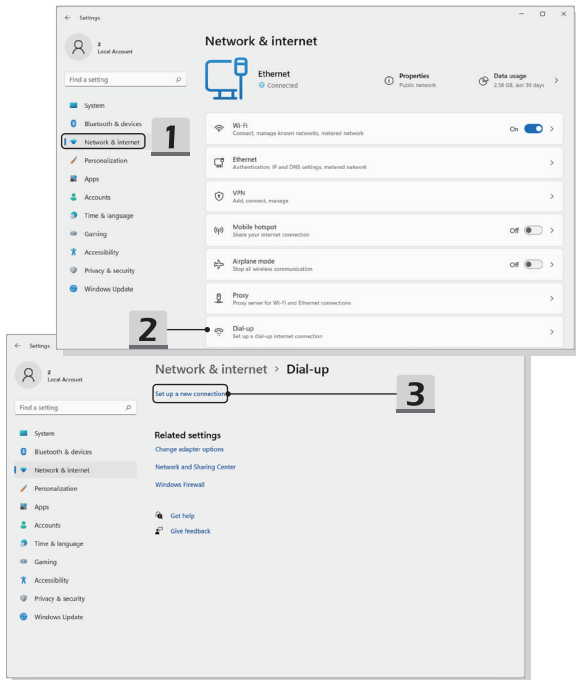 Settings
z
Local Account
Find a setting
System
Bluetooth & devices
Network & internet
Personalization
Apps
Accounts
Time & language
Gaming
Accessibility
Privacy & security
Windows Update
1
Network & internet
Ethernet
Connected
Properties
Public network
Data usage
2.58 GB, last 30 days
Wi-Fi
Connect, manage known networks, metered network
On
Ethernet
Authentication, IP and DNS settings, metered network
VPN
Add, connect, manage
Mobile hotspot
Share your internet connection
Off
Airplane mode
Stop all wireless communication
Off
Proxy
Proxy server for Wi-Fi and Ethernet connections
2
Dial-up
Set up a dial-up internet connection
Settings
z
Local Account
Find a setting
System
Bluetooth & devices
Network & internet
Personalization
Apps
Accounts
Time & language
Gaming
Accessibility
Privacy & security
Windows Update
Network & internet > Dial-up
Set up a new connection
3
Related settings
Change adapter options
Network and Sharing Center
Windows Firewall
Get help
Give feedback